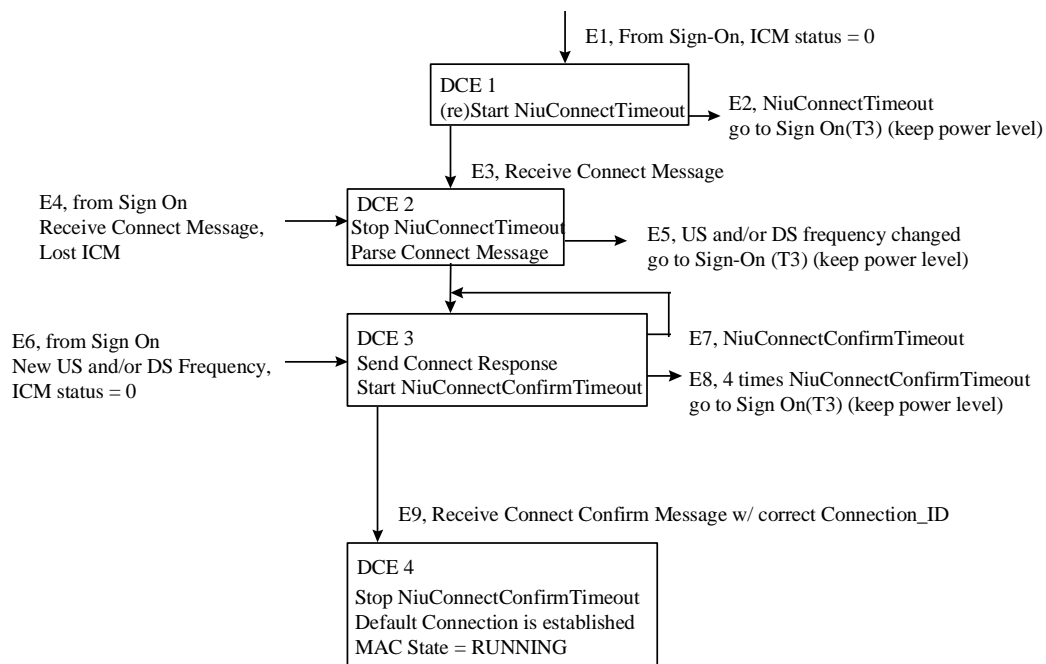 E1, From Sign-On, ICM status = 0
DCE 1
(re)Start NiuConnectTimeout
E2, NiuConnectTimeout
go to Sign On(T3) (keep power level)
E3, Receive Connect Message
E4, from Sign On
Receive Connect Message,
Lost ICM
DCE 2
Stop NiuConnectTimeout
Parse Connect Message
E5, US and/or DS frequency changed
go to Sign-On (T3) (keep power level)
E6, from Sign On
New US and/or DS Frequency,
ICM status = 0
DCE 3
Send Connect Response
Start NiuConnectConfirmTimeout
E7, NiuConnectConfirmTimeout
E8, 4 times NiuConnectConfirmTimeout
go to Sign On(T3) (keep power level)
E9, Receive Connect Confirm Message w/ correct Connection_ID
DCE 4
Stop NiuConnectConfirmTimeout
Default Connection is established
MAC State = RUNNING